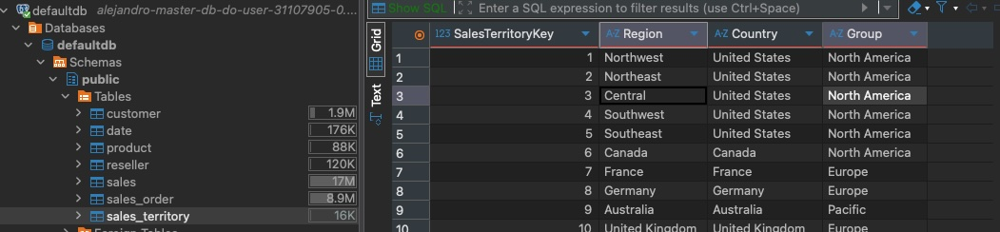 defaultdb alejandro-master-db-do-user-31107905-0....
Databases
defaultdb
Schemas
public
Tables
customer 1.9M
date 176K
product 88K
reseller 120K
sales 17M
sales_order 8.9M
sales_territory 16K
Foreign Tables
Show SQL Enter a SQL expression to filter results (use Ctrl+Space)
Grid
Text
123 SalesTerritoryKey A-Z Region A-Z Country A-Z Group
1 1 Northwest United States North America
2 2 Northeast United States North America
3 3 Central United States North America
4 4 Southwest United States North America
5 5 Southeast United States North America
6 6 Canada Canada North America
7 7 France France Europe
8 8 Germany Germany Europe
9 9 Australia Australia Pacific
10 10 United Kingdom United Kingdom Europe